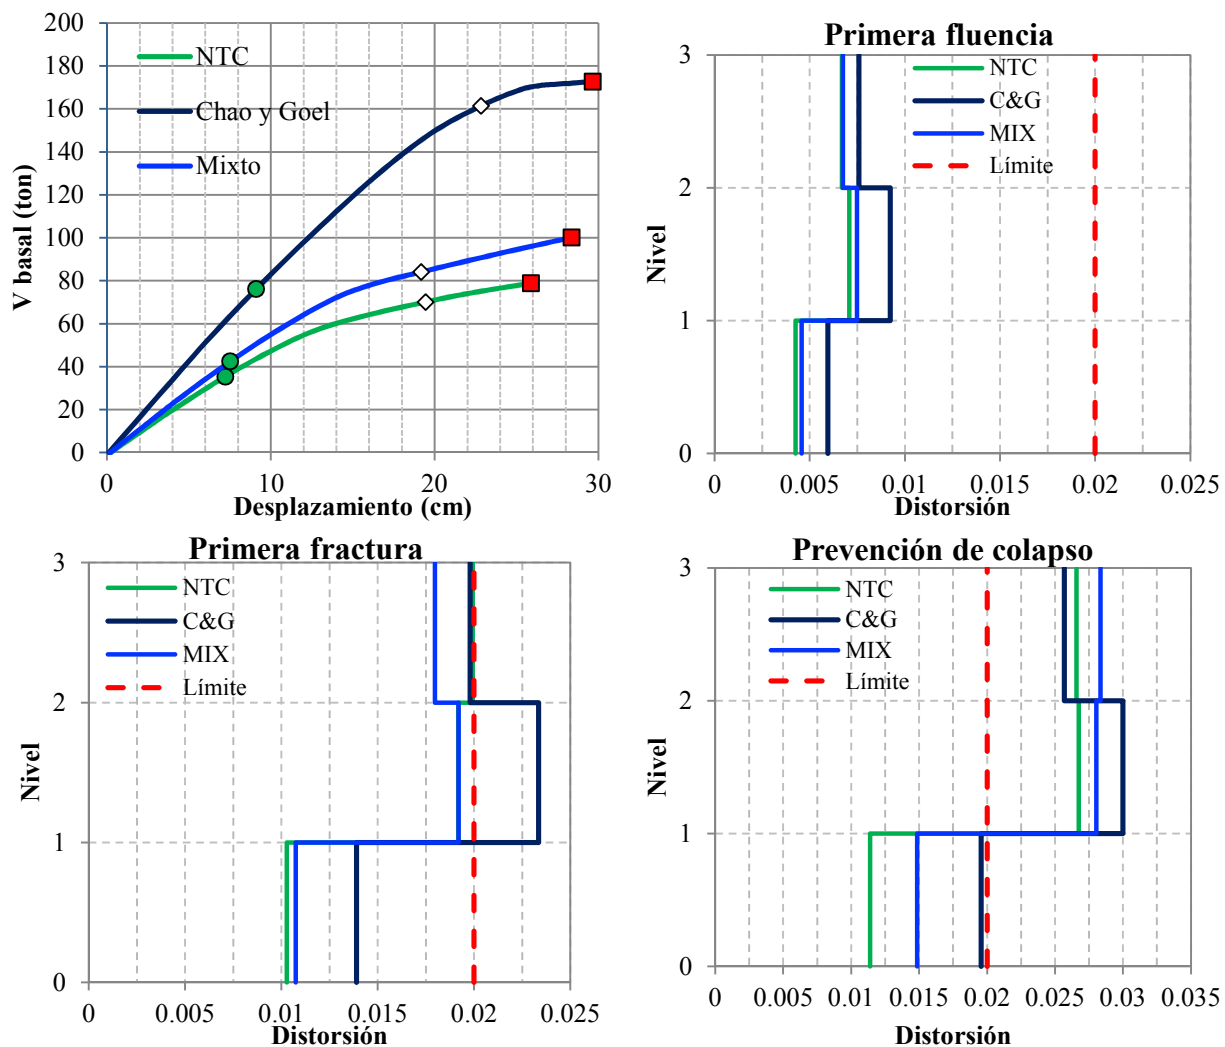 200
180
160
140
120
100
80
60
40
20
0
V basal (ton)
NTC
Chao y Goel
Mixto
0 10 20 30
Desplazamiento (cm)
Primera fluencia
3
2
1
0
Nivel
NTC
C&G
MIX
Límite
0 0.005 0.01 0.015 0.02 0.025
Distorsión
Primera fractura
3
2
1
0
Nivel
NTC
C&G
MIX
Límite
0 0.005 0.01 0.015 0.02 0.025
Distorsión
Prevención de colapso
3
2
1
0
Nivel
NTC
C&G
MIX
Límite
0 0.005 0.01 0.015 0.02 0.025 0.03 0.035
Distorsión